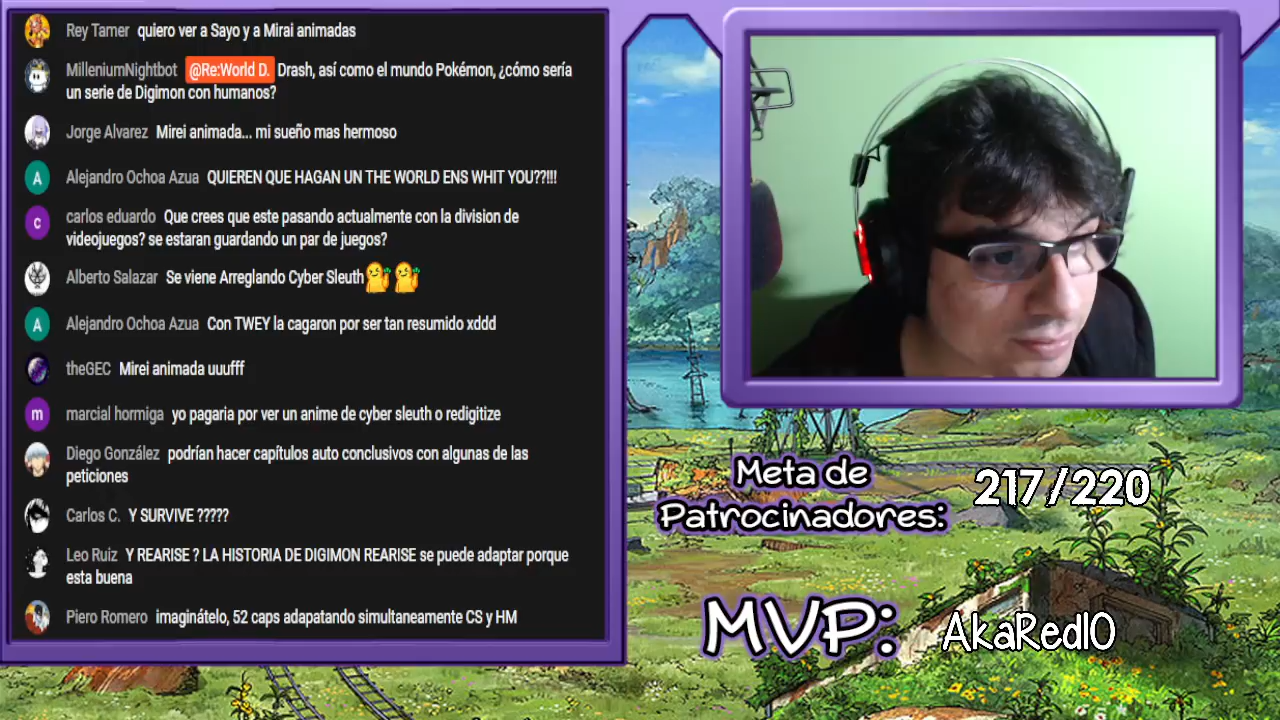 Rey Tamer quiero ver a Sayo y a Mirai animadas
MilleniumNightbot @Re:World D. Drash, así como el mundo Pokémon, ¿cómo sería
un serie de Digimon con humanos?
Jorge Alvarez Mirei animada... mi sueño mas hermoso
A Alejandro Ochoa Azua QUIEREN QUE HAGAN UN THE WORLD ENS WHIT YOU??!!!
c carlos eduardo Que crees que este pasando actualmente con la division de
videojuegos? se estaran guardando un par de juegos?
Alberto Salazar Se viene Arreglando Cyber Sleuth
A Alejandro Ochoa Azua Con TWEY la cagaron por ser tan resumido xddd
theGEC Mirei animada uuufff
m marcial hormiga yo pagaria por ver un anime de cyber sleuth o redigitize
Diego González podrían hacer capítulos auto conclusivos con algunas de las
peticiones
Carlos C. Y SURVIVE ?????
Leo Ruiz Y REARISE ? LA HISTORIA DE DIGIMON REARISE se puede adaptar porque
esta buena
Piero Romero imaginátelo, 52 caps adapatando simultaneamente CS y HM
Meta de
Patrocinadores:
217/220
MVP:
AkaRed10